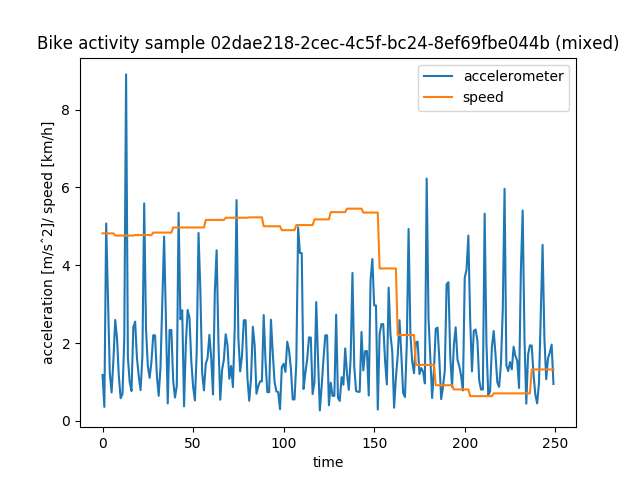 Bike activity sample 02dae218-2cec-4c5f-bc24-8ef69fbe044b (mixed)
accelerometer
speed
acceleration [m/s^2]/ speed [km/h]
8
6
4
2
0
0
50
100
150
200
250
time